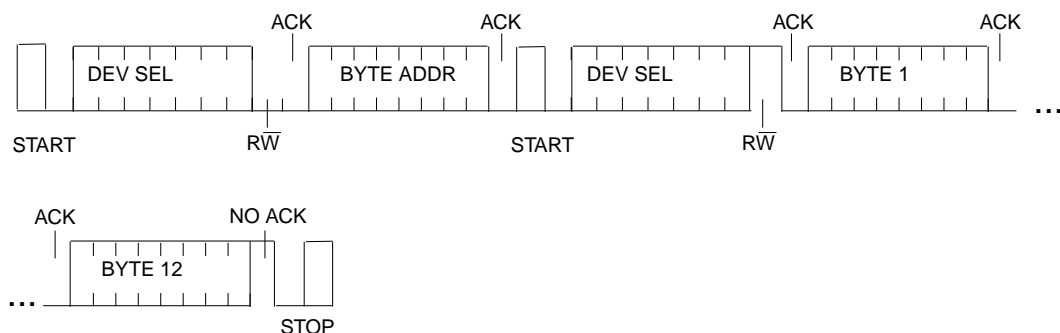 ACK ACK ACK ACK
DEV SEL BYTE ADDR DEV SEL BYTE 1
START RW̅ START RW̅ ...
ACK NO ACK
BYTE 12
... STOP